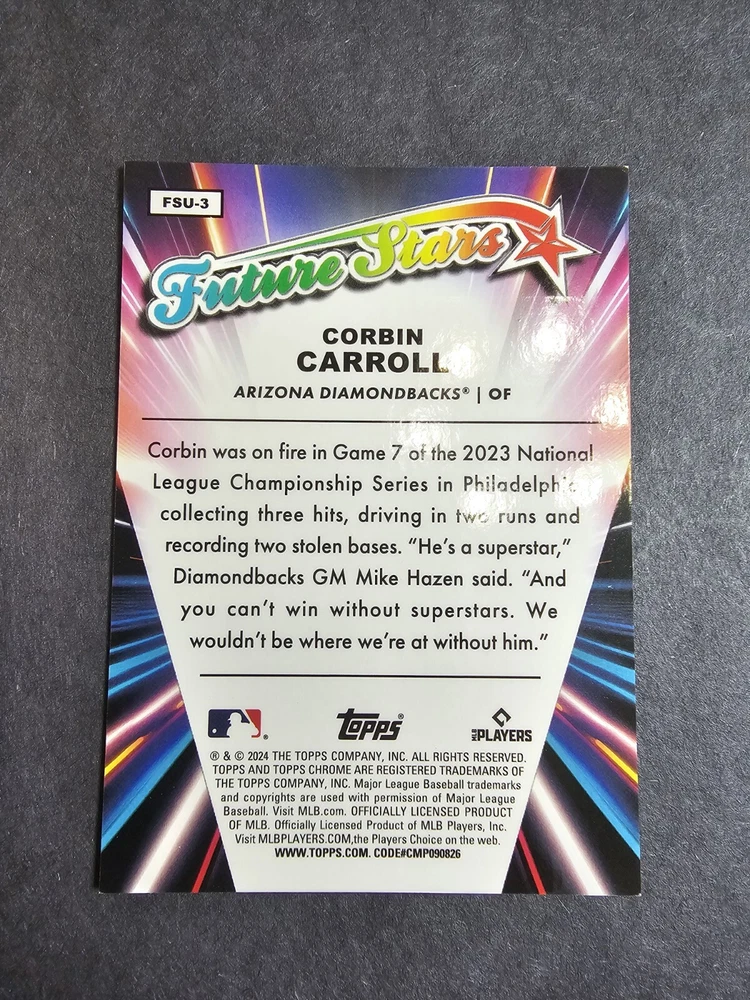 FSU-3
Future Stars
CORBIN
CARROLL
ARIZONA DIAMONDBACKS® | OF
Corbin was on fire in Game 7 of the 2023 National
League Championship Series in Philadelphia,
collecting three hits, driving in two runs and
recording two stolen bases. “He’s a superstar,”
Diamondbacks GM Mike Hazen said. “And
you can’t win without superstars. We
wouldn’t be where we’re at without him.”
® topps® MLB PLAYERS
® & © 2024 THE TOPPS COMPANY, INC. ALL RIGHTS RESERVED.
TOPPS AND TOPPS CHROME ARE REGISTERED TRADEMARKS OF
THE TOPPS COMPANY, INC. Major League Baseball trademarks
and copyrights are used with permission of Major League
Baseball. Visit MLB.com. OFFICIALLY LICENSED PRODUCT
OF MLB. Officially Licensed Product of MLB Players, Inc.
Visit MLBPLAYERS.COM,the Players Choice on the web.
WWW.TOPPS.COM. CODE#CMP090826